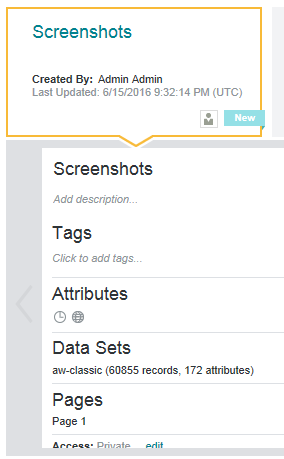 Screenshots
Created By: Admin Admin
Last Updated: 6/15/2016 9:32:14 PM (UTC)
New
Screenshots
Add description...
Tags
Click to add tags...
Attributes
Data Sets
aw-classic (60855 records, 172 attributes)
Pages
Page 1
Access: Private... edit